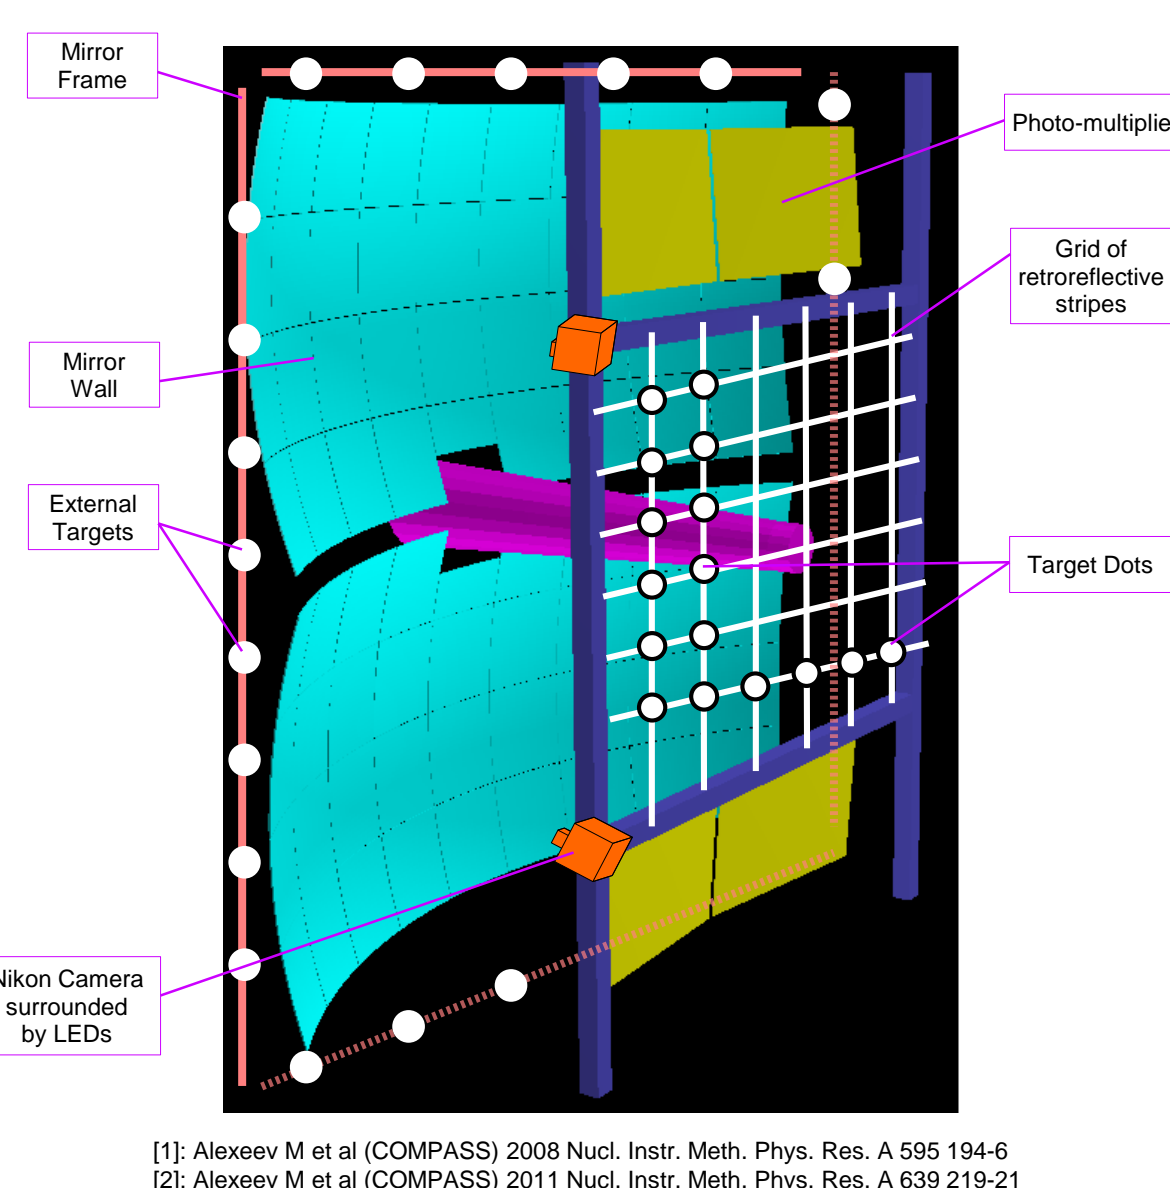 Mirror
Frame
Photo-multiplie
Grid of
retroreflective
stripes
Mirror
Wall
External
Targets
Target Dots
Nikon Camera
surrounded
by LEDs
[1]: Alexeev M et al (COMPASS) 2008 Nucl. Instr. Meth. Phys. Res. A 595 194-6
[2]: Alexeev M et al (COMPASS) 2011 Nucl. Instr. Meth. Phys. Res. A 639 219-21